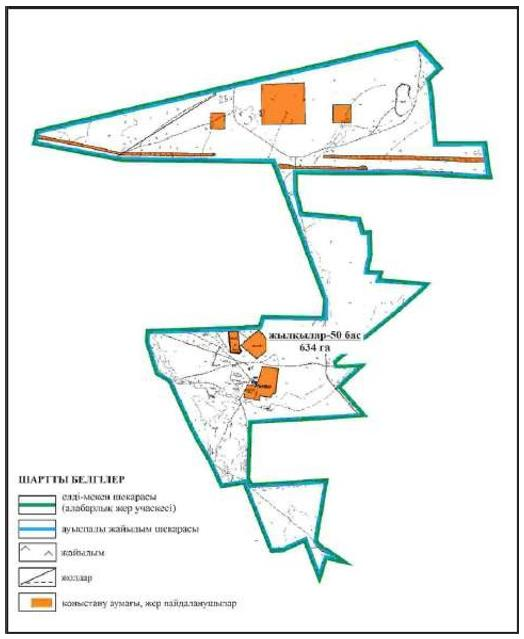 жылқылар-50 бас
634 га
ШАРТТЫ БЕЛГІЛЕР
елді-мекен шекарасы
(алабарлық жер учаскесі)
ауыспалы жайылым шекарасы
жайылым
жолдар
қоныстану аумағы, жер пайдаланушылар